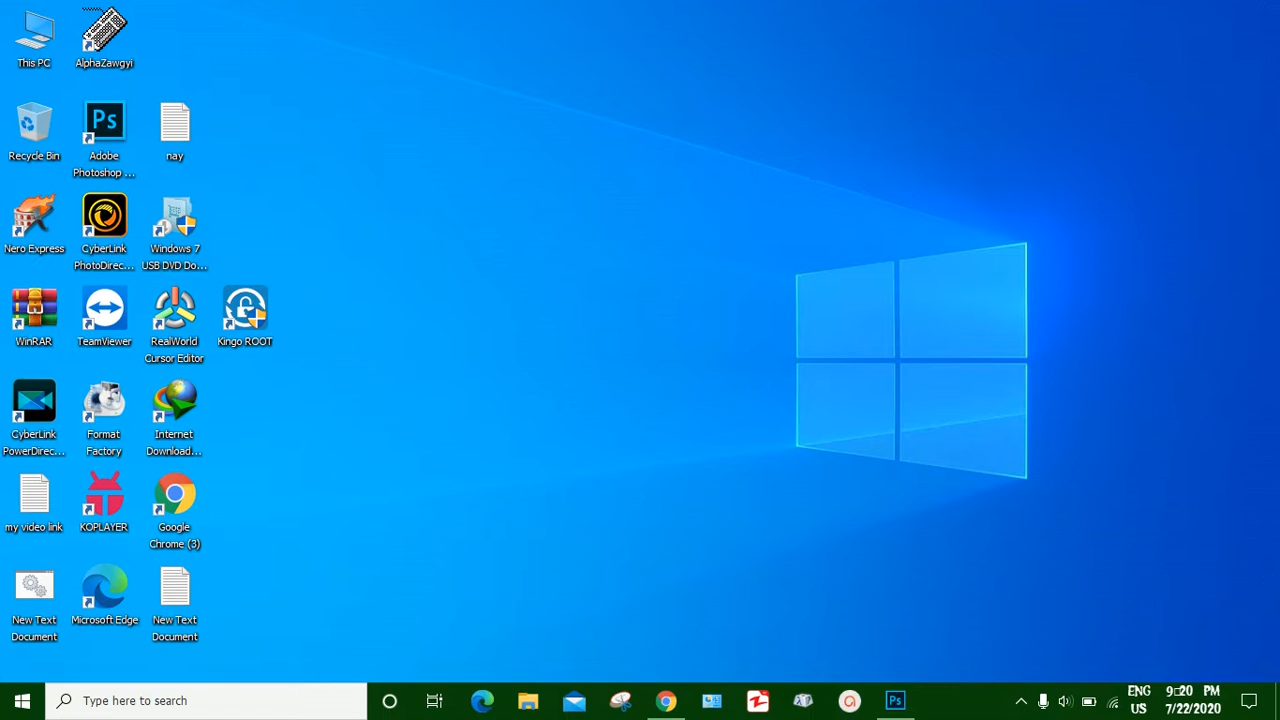 This PC
AlphaZawgyi
Recycle Bin
Adobe
Photoshop ...
nay
Nero Express
CyberLink
PhotoDirec...
Windows 7
USB DVD Do...
WinRAR
TeamViewer
RealWorld
Cursor Editor
Kingo ROOT
CyberLink
PowerDirec...
Format
Factory
Internet
Download...
my video link
KOPLAYER
Google
Chrome (3)
New Text
Document
Microsoft Edge
New Text
Document
Ps
Type here to search
Ps
ENG
US
9:20 PM
7/22/2020